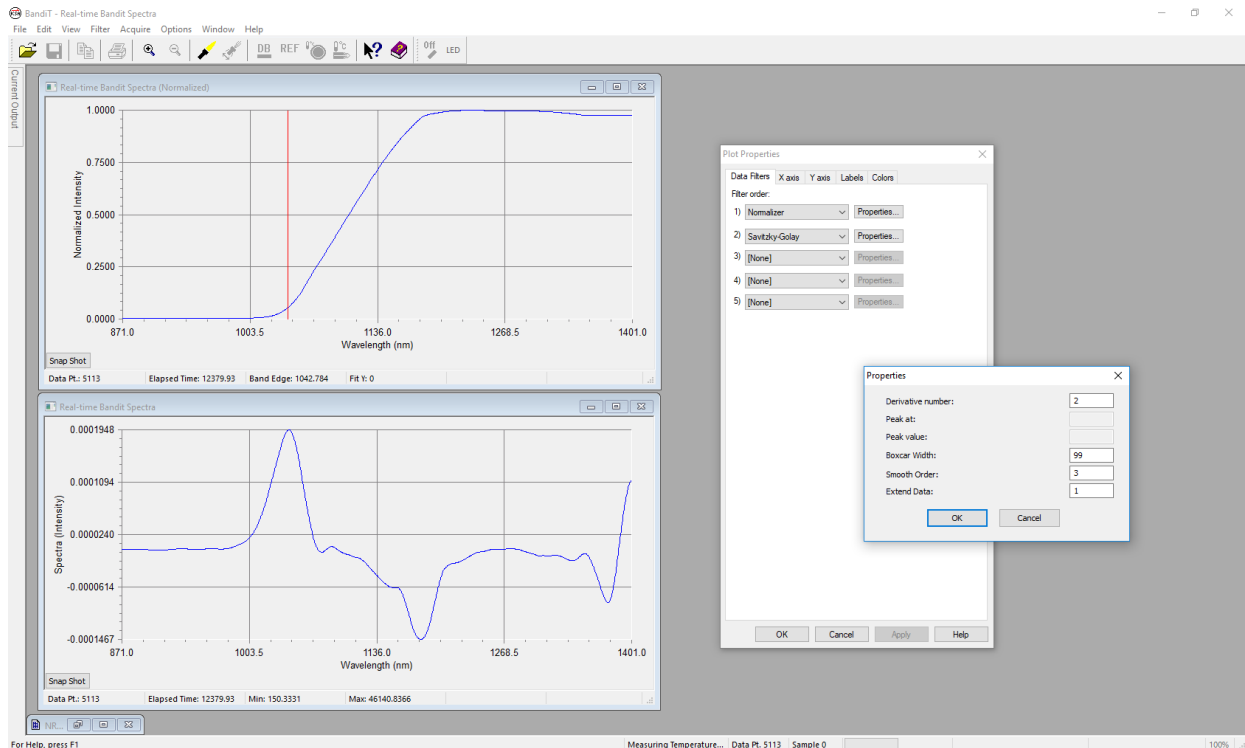 BandiT - Real-time Bandit Spectra
File Edit View Filter Acquire Options Window Help
DB REF °C ? Off LED
Current Output
Real-time Bandit Spectra (Normalized)
1.0000
0.7500
0.5000
0.2500
0.0000
Normalized Intensity
871.0 1003.5 1136.0 1268.5 1401.0
Wavelength (nm)
Snap Shot
Data Pt.: 5113 Elapsed Time: 12379.93 Band Edge: 1042.784 Fit Y: 0
Real-time Bandit Spectra
0.0001948
0.0001094
0.0000240
-0.0000614
-0.0001467
Spectra (Intensity)
871.0 1003.5 1136.0 1268.5 1401.0
Wavelength (nm)
Snap Shot
Data Pt.: 5113 Elapsed Time: 12379.93 Min: 150.3331 Max: 46140.8366
NR...
Plot Properties
Data Filters X axis Y axis Labels Colors
Filter order:
1) Normalizer Properties...
2) Savitzky-Golay Properties...
3) [None] Properties...
4) [None] Properties...
5) [None] Properties...
OK Cancel Apply Help
Properties
Derivative number: 2
Peak at:
Peak value:
Boxcar Width: 99
Smooth Order: 3
Extend Data: 1
OK Cancel
For Help, press F1 Measuring Temperature... Data Pt. 5113 Sample 0 100%